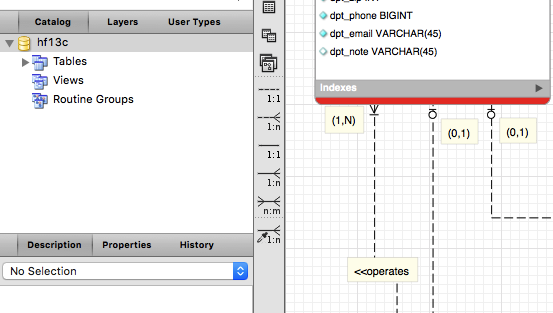 Catalog Layers User Types
hf13c
Tables
Views
Routine Groups
1:1
1:n
1:1
1:n
n:m
1:n
Description Properties History
No Selection
dpt_phone BIGINT
dpt_email VARCHAR(45)
dpt_note VARCHAR(45)
Indexes
(1,N)
(0,1)
(0,1)
<<operates